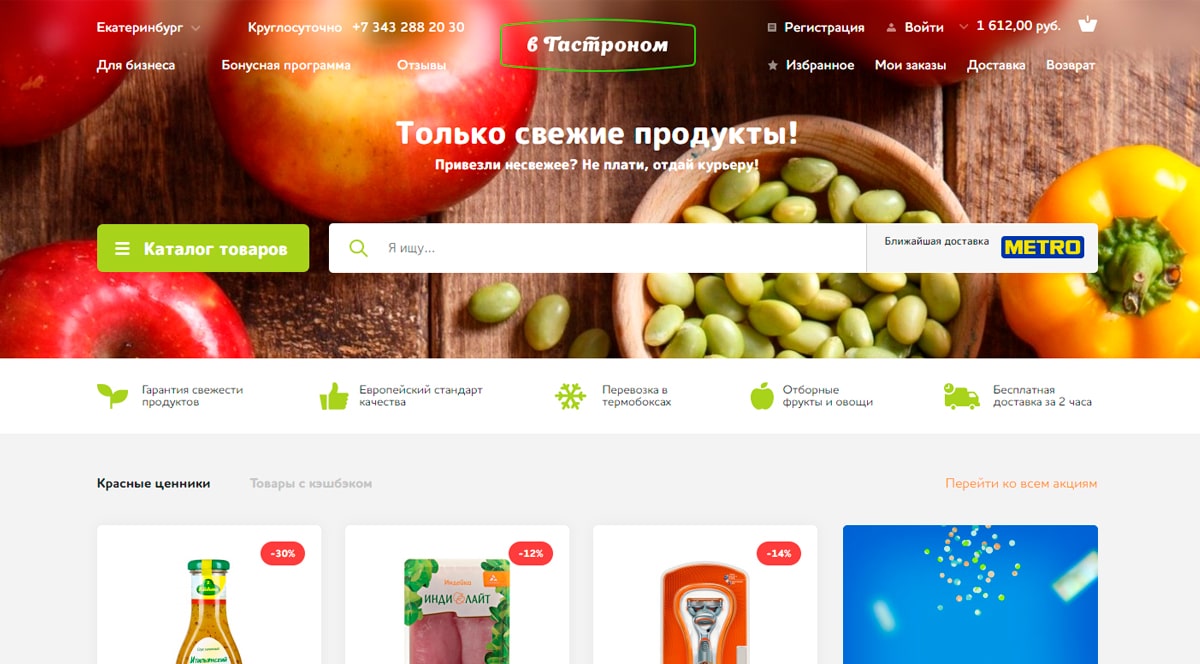 Екатеринбург
Круглосуточно +7 343 288 20 30
в Гастроном
Регистрация
Войти
1 612,00 руб.
Для бизнеса
Бонусная программа
Отзывы
Избранное
Мои заказы
Доставка
Возврат
Только свежие продукты!
Привезли несвежее? Не плати, отдай курьеру!
Каталог товаров
Я ищу...
Ближайшая доставка
METRO
Гарантия свежести
продуктов
Европейский стандарт
качества
Перевозка в
термобоксах
Отборные
фрукты и овощи
Бесплатная
доставка за 2 часа
Красные ценники
Товары с кэшбэком
Перейти ко всем акциям
-30%
-12%
-14%
Индейка
ИНДИЛАЙТ
Итальянский